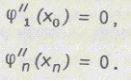 φ″₁(x₀) = 0,
φ″ₙ(xₙ) = 0.